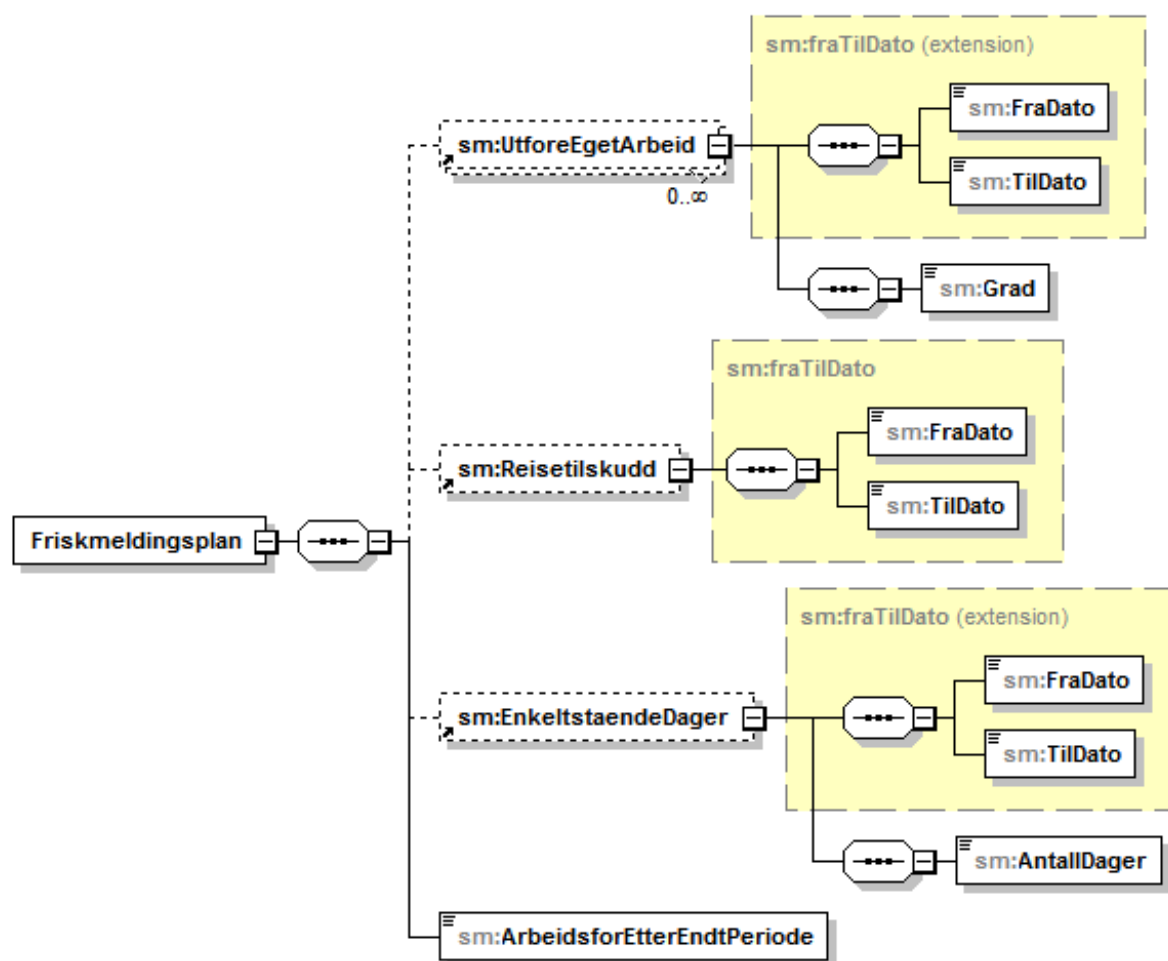 sm:fraTilDato (extension)
sm:FraDato
sm:UtforeEgetArbeid
sm:TilDato
0..∞
sm:Grad
sm:fraTilDato
sm:FraDato
sm:Reisetilskudd
sm:TilDato
Friskmeldingsplan
sm:fraTilDato (extension)
sm:FraDato
sm:EnkeltstaendeDager
sm:TilDato
sm:AntallDager
sm:ArbeidsforEtterEndtPeriode